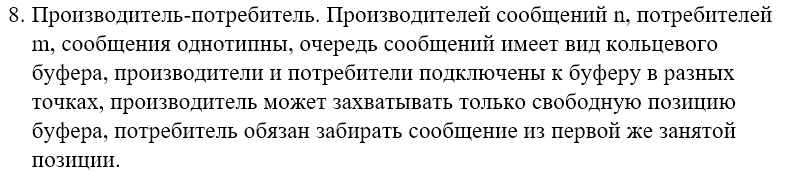 8. Производитель-потребитель. Производителей сообщений n, потребителей
m, сообщения однотипны, очередь сообщений имеет вид кольцевого
буфера, производители и потребители подключены к буферу в разных
точках, производитель может захватывать только свободную позицию
буфера, потребитель обязан забирать сообщение из первой же занятой
позиции.